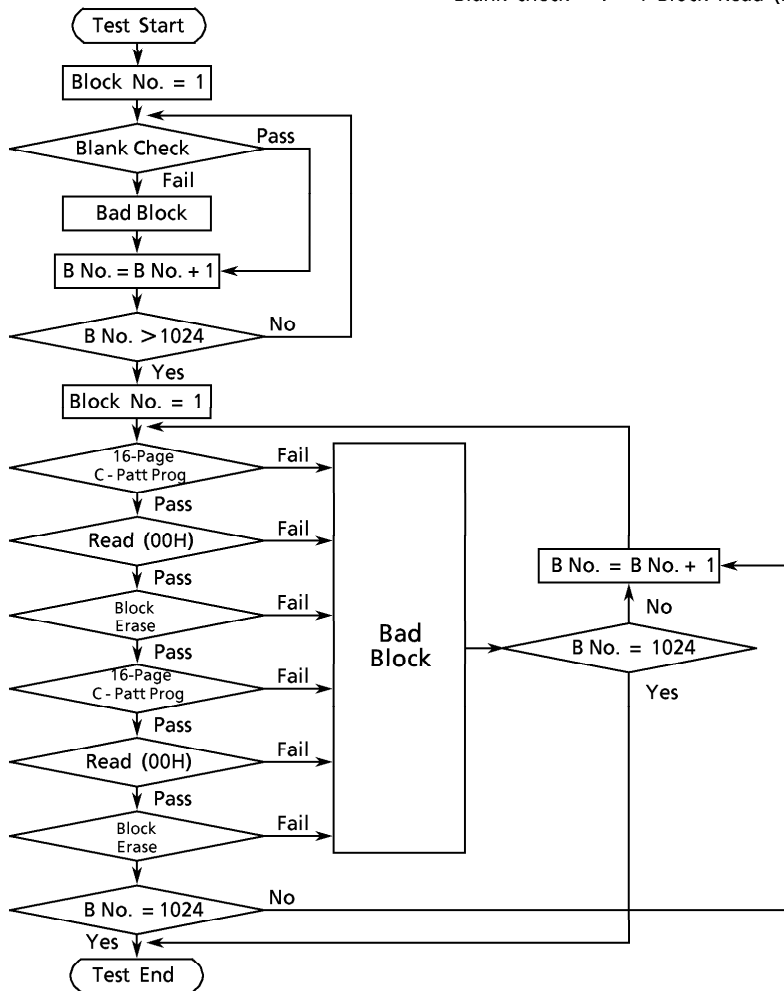 Test Start
Block No. = 1
Blank Check
Pass
Fail
Bad Block
B No. = B No. + 1
B No. > 1024
No
Yes
Block No. = 1
16-Page
C - Patt Prog
Fail
Pass
Read (00H)
Fail
Pass
Block
Erase
Fail
Pass
16-Page
C - Patt Prog
Fail
Pass
Read (00H)
Fail
Pass
Block
Erase
Fail
B No. = 1024
No
Yes
Test End
Bad
Block
B No. = B No. + 1
No
B No. = 1024
Yes